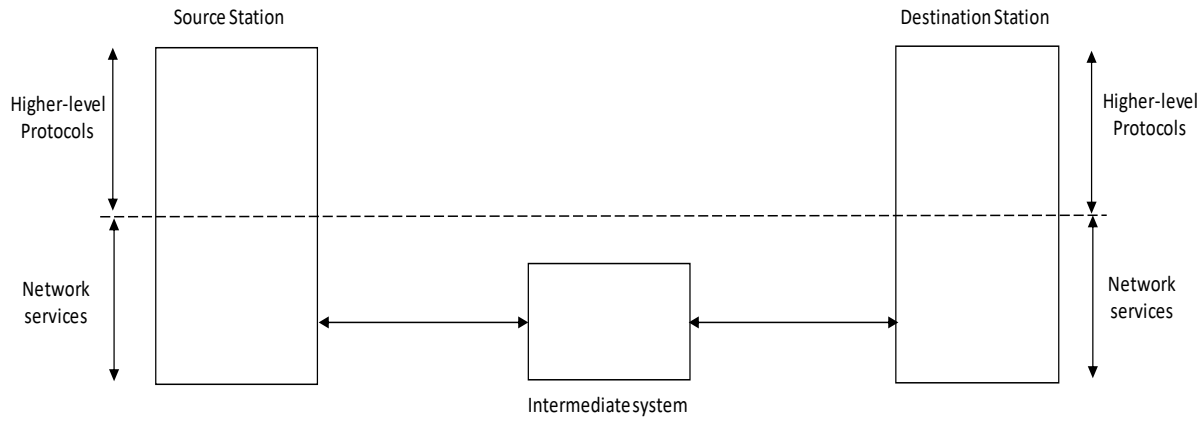 Source Station
Destination Station
Higher-level
Protocols
Higher-level
Protocols
Network
services
Network
services
Intermediate system